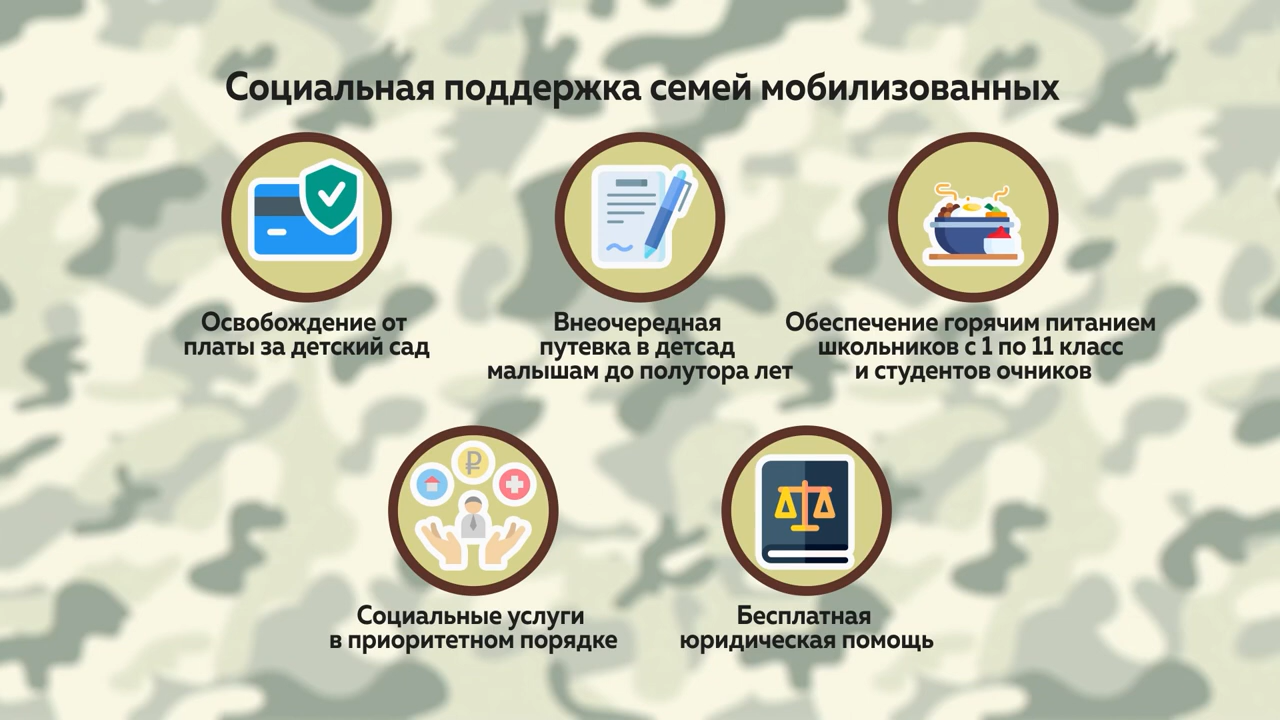 Социальная поддержка семей мобилизованных
Освобождение от
платы за детский сад
Внеочередная
путевка в детсад
малышам до полутора лет
Обеспечение горячим питанием
школьников с 1 по 11 класс
и студентов очников
Социальные услуги
в приоритетном порядке
Бесплатная
юридическая помощь